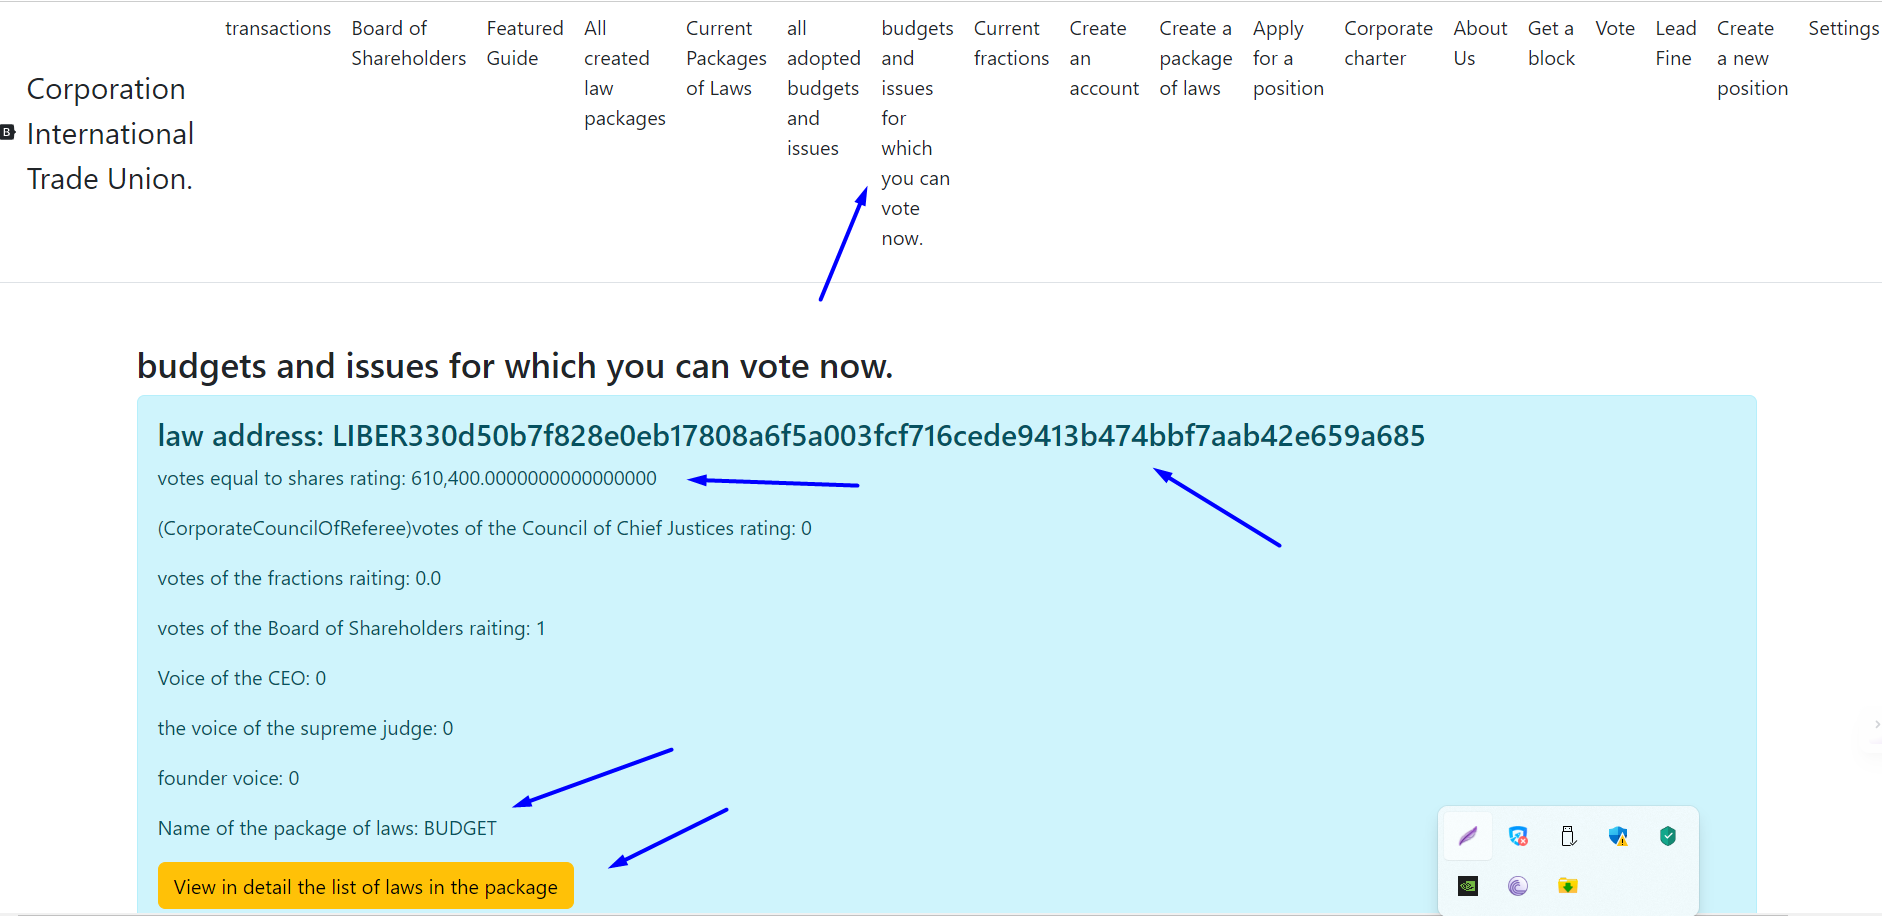 transactions
Board of
Shareholders
Featured
Guide
All
created
law
packages
Current
Packages
of Laws
all
adopted
budgets
and
issues
budgets
and
issues
for
which
you can
vote
now.
Current
fractions
Create
an
account
Create a
package
of laws
Apply
for a
position
Corporate
charter
About
Us
Get a
block
Vote
Lead
Fine
Create
a new
position
Settings
B
Corporation
International
Trade Union.
budgets and issues for which you can vote now.
law address: LIBER330d50b7f828e0eb17808a6f5a003fcf716cede9413b474bbf7aab42e659a685
votes equal to shares rating: 610,400.0000000000000000
(CorporateCouncilOfReferee)votes of the Council of Chief Justices rating: 0
votes of the fractions raiting: 0.0
votes of the Board of Shareholders raiting: 1
Voice of the CEO: 0
the voice of the supreme judge: 0
founder voice: 0
Name of the package of laws: BUDGET
View in detail the list of laws in the package